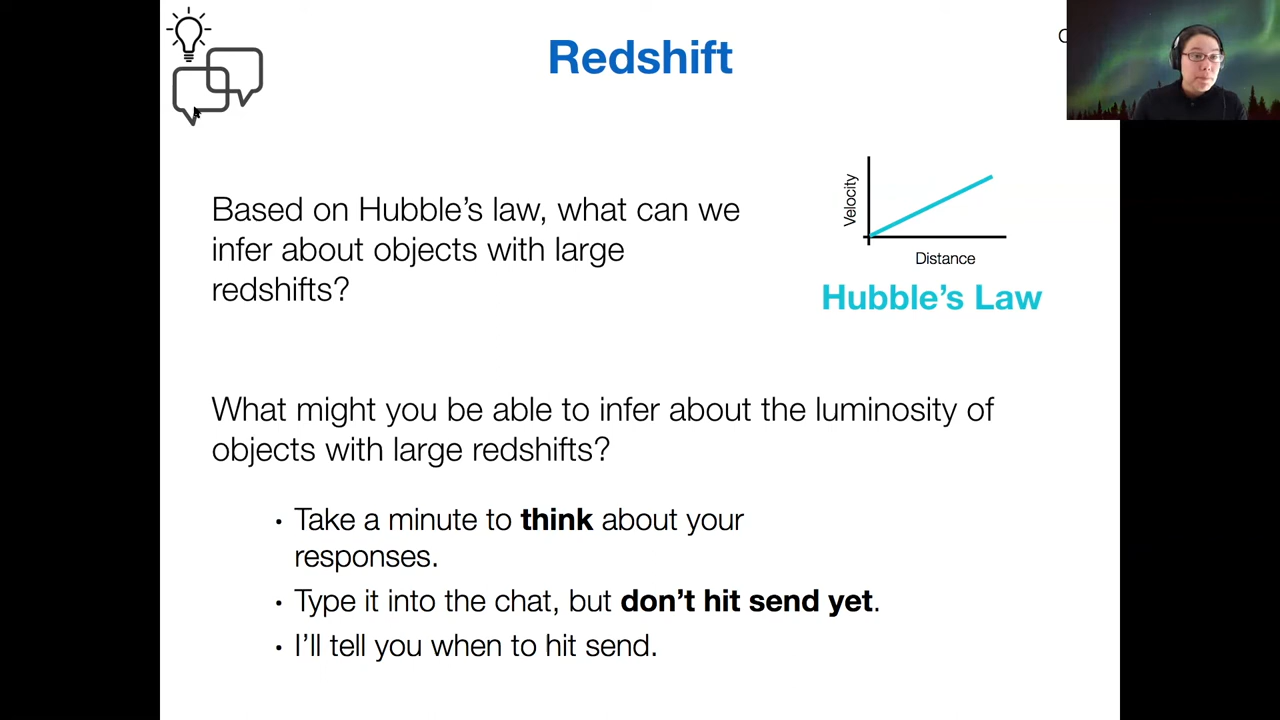 Redshift
Based on Hubble's law, what can we
infer about objects with large
redshifts?
Velocity
Distance
Hubble's Law
What might you be able to infer about the luminosity of
objects with large redshifts?
• Take a minute to think about your
responses.
• Type it into the chat, but don't hit send yet.
• I'll tell you when to hit send.